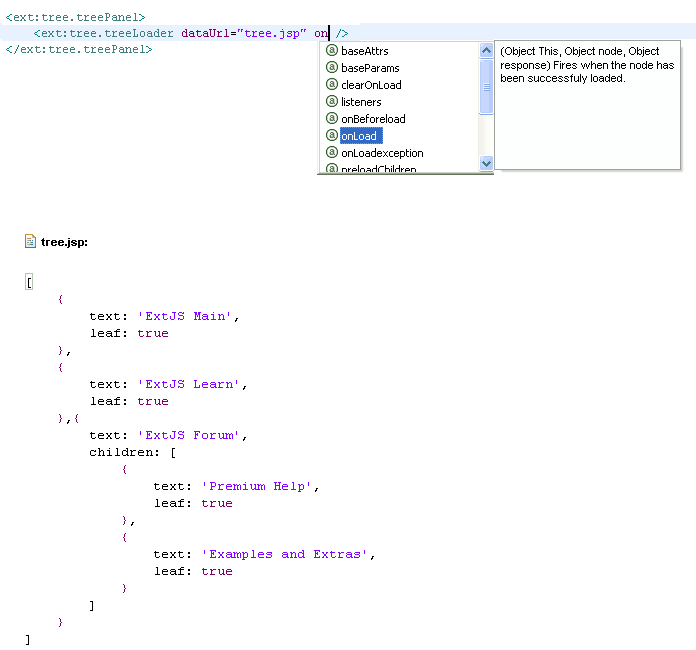 <ext:tree.treePanel>
<ext:tree.treeLoader dataUrl="tree.jsp" on />
</ext:tree.treePanel>
baseAttrs
baseParams
clearOnLoad
listeners
onBeforeload
onLoad
onLoadexception
preloadChildren
(Object This, Object node, Object
response) Fires when the node has
been successfuly loaded.
tree.jsp:
[
{
text: 'ExtJS Main',
leaf: true
},
{
text: 'ExtJS Learn',
leaf: true
},{
text: 'ExtJS Forum',
children: [
{
text: 'Premium Help',
leaf: true
},
{
text: 'Examples and Extras',
leaf: true
}
]
}
]